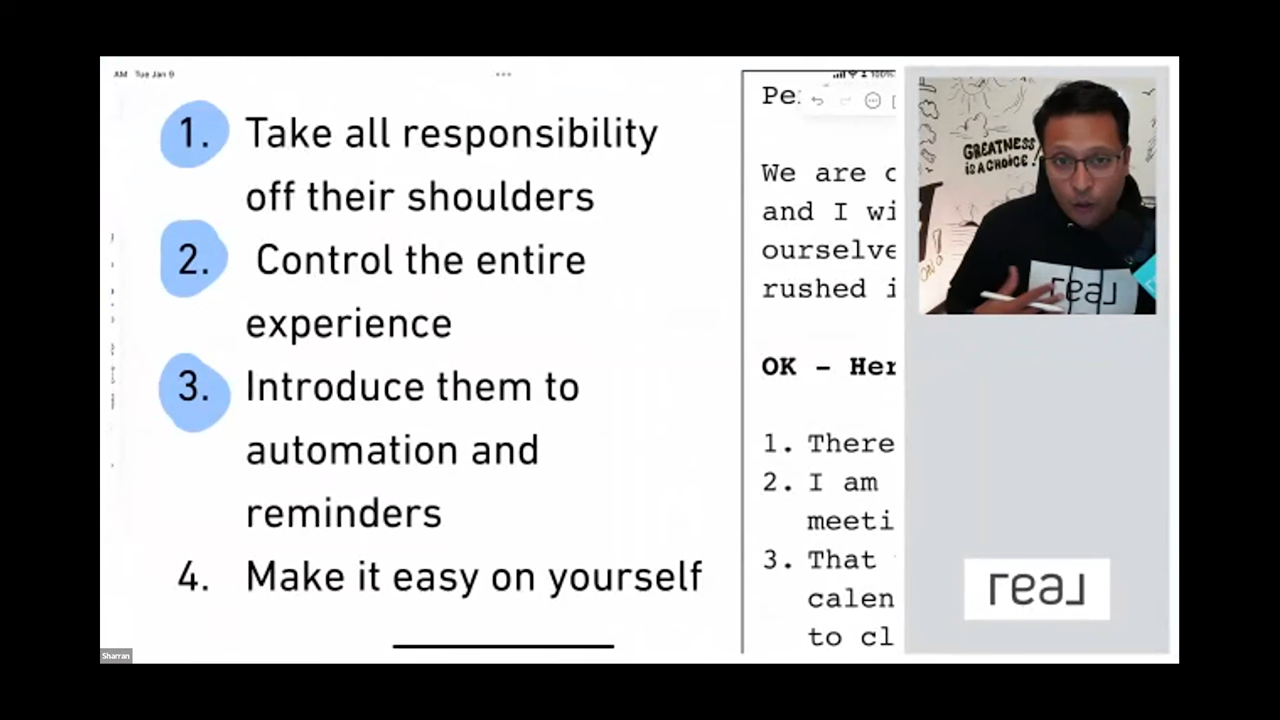 AM Tue Jan 9
100%
1. Take all responsibility
off their shoulders
2. Control the entire
experience
3. Introduce them to
automation and
reminders
4. Make it easy on yourself
We are
and I wi
ourselve
rushed i
OK – Her
1. There
2. I am
meeti
3. That
calen
to cl
GREATNESS
IS A CHOICE!
real
real
Sharran